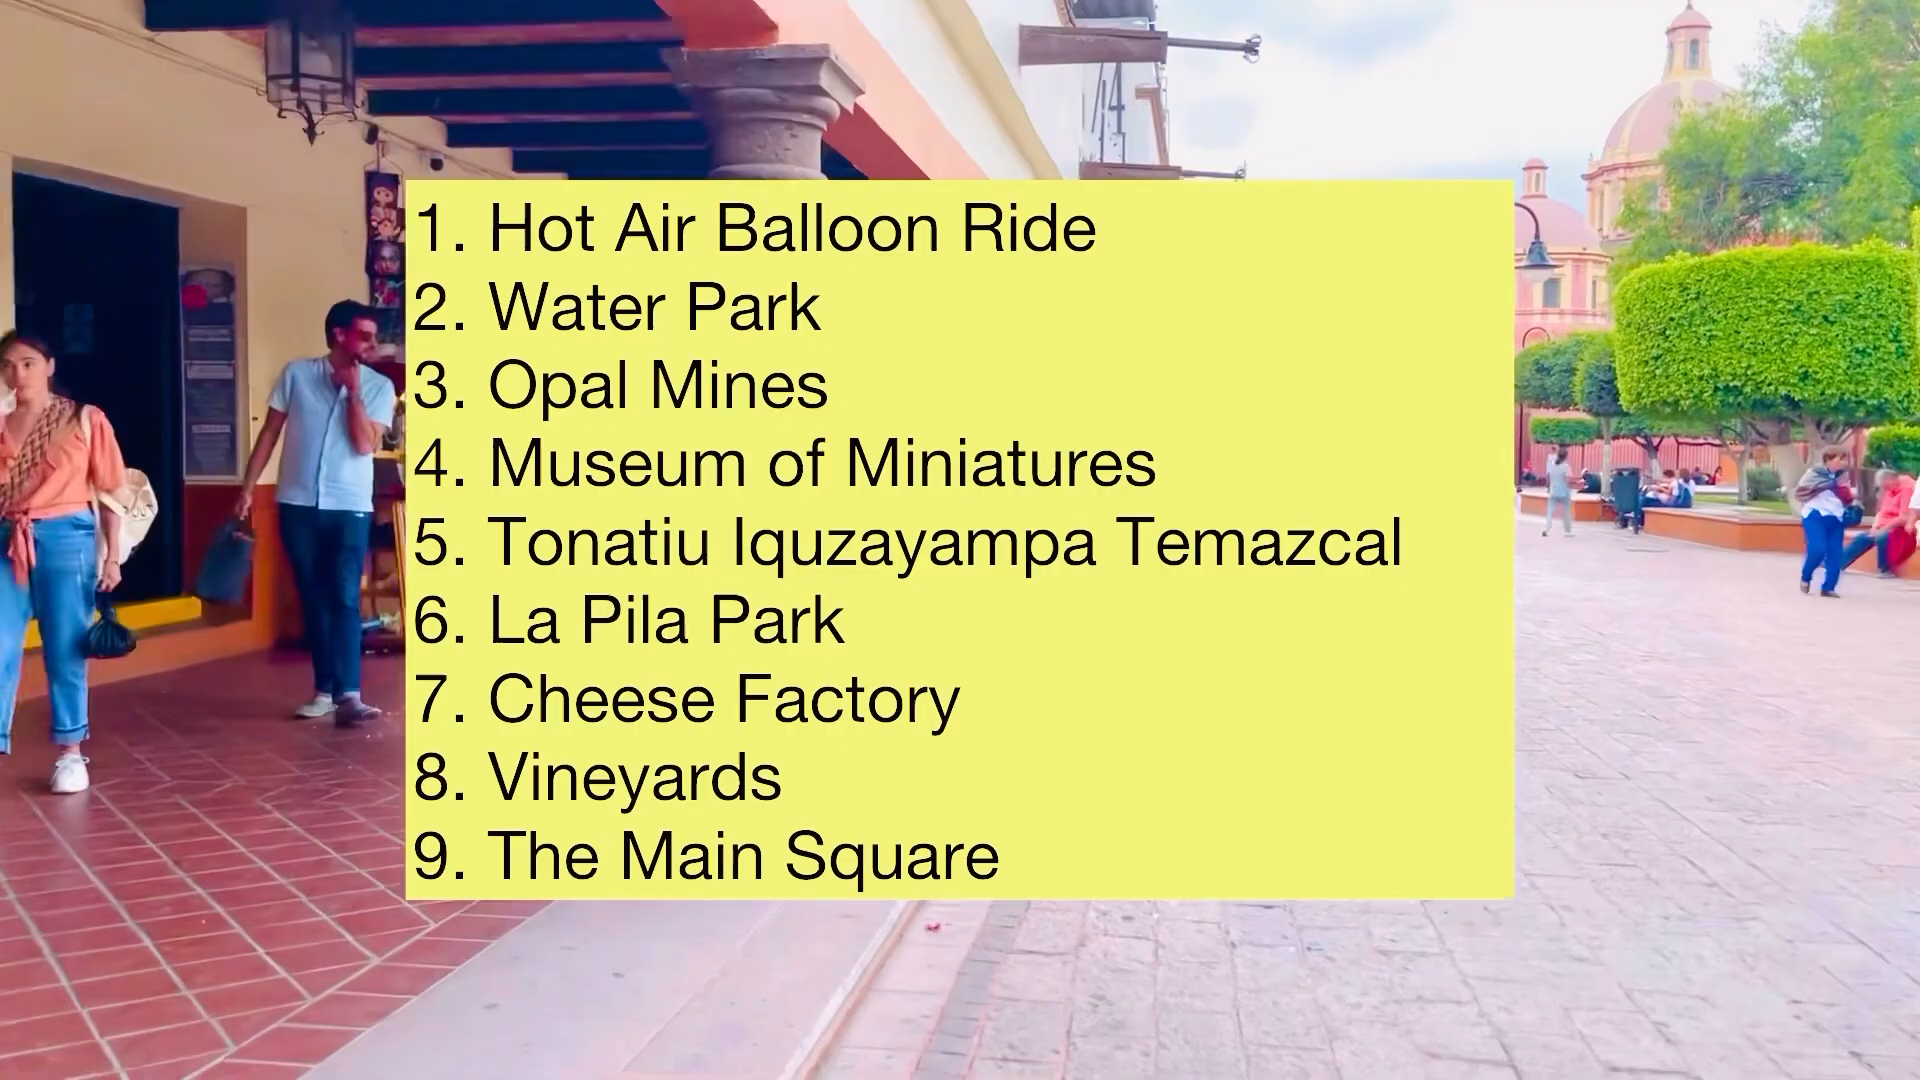 1. Hot Air Balloon Ride
2. Water Park
3. Opal Mines
4. Museum of Miniatures
5. Tonatiu Iquzayampa Temazcal
6. La Pila Park
7. Cheese Factory
8. Vineyards
9. The Main Square